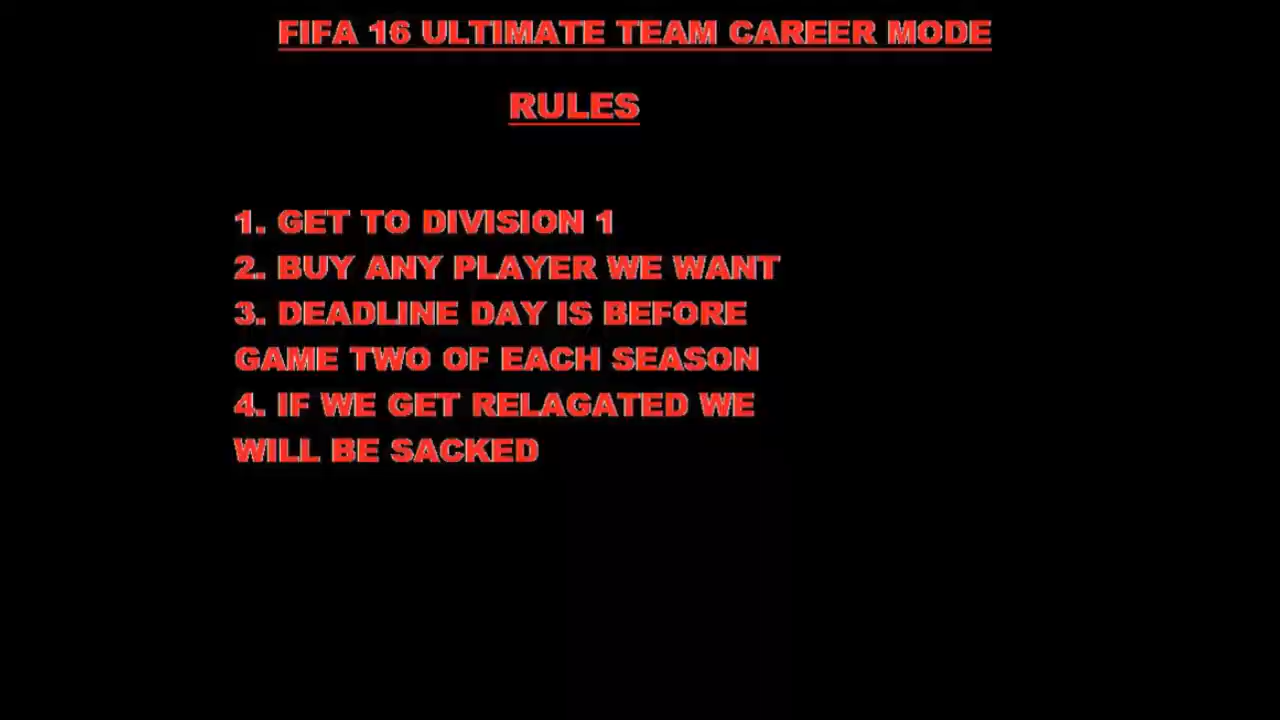 FIFA 16 ULTIMATE TEAM CAREER MODE
RULES
1. GET TO DIVISION 1
2. BUY ANY PLAYER WE WANT
3. DEADLINE DAY IS BEFORE
GAME TWO OF EACH SEASON
4. IF WE GET RELAGATED WE
WILL BE SACKED